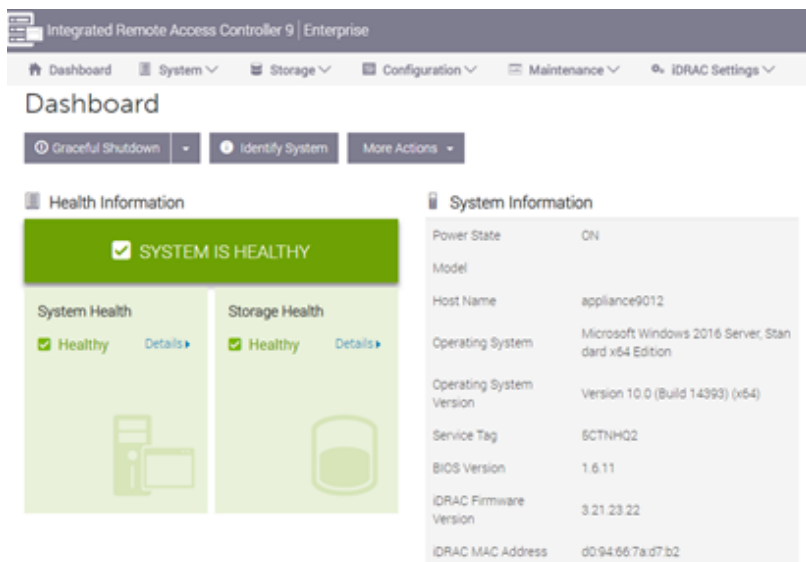 Integrated Remote Access Controller 9 | Enterprise
Dashboard System Storage Configuration Maintenance iDRAC Settings
Dashboard
Graceful Shutdown Identify System More Actions
Health Information
SYSTEM IS HEALTHY
System Health
Healthy Details
Storage Health
Healthy Details
System Information
Power State ON
Model
Host Name appliance9012
Operating System Microsoft Windows 2016 Server, Stan
dard x64 Edition
Operating System
Version Version 10.0 (Build 14393) (x64)
Service Tag 5CTNHQ2
BIOS Version 1.6.11
iDRAC Firmware
Version 3.21.23.22
iDRAC MAC Address d0:94:66:7a:d7:b2